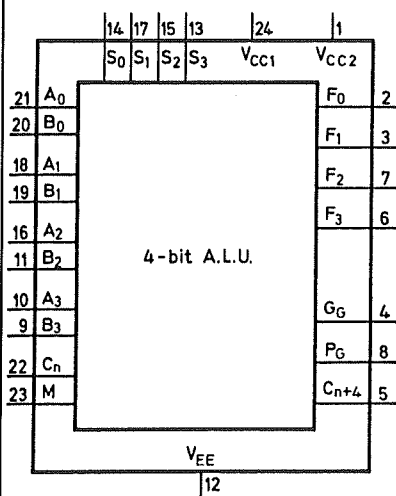 14 17 15 13 24 1
S0 S1 S2 S3 VCC1 VCC2
21 A0 F0 2
20 B0
F1 3
18 A1
19 B1 F2 7
16 A2 F3 6
11 B2
4-bit A.L.U.
10 A3
9 B3 GG 4
22 Cn PG 8
23 M Cn+4 5
VEE
12